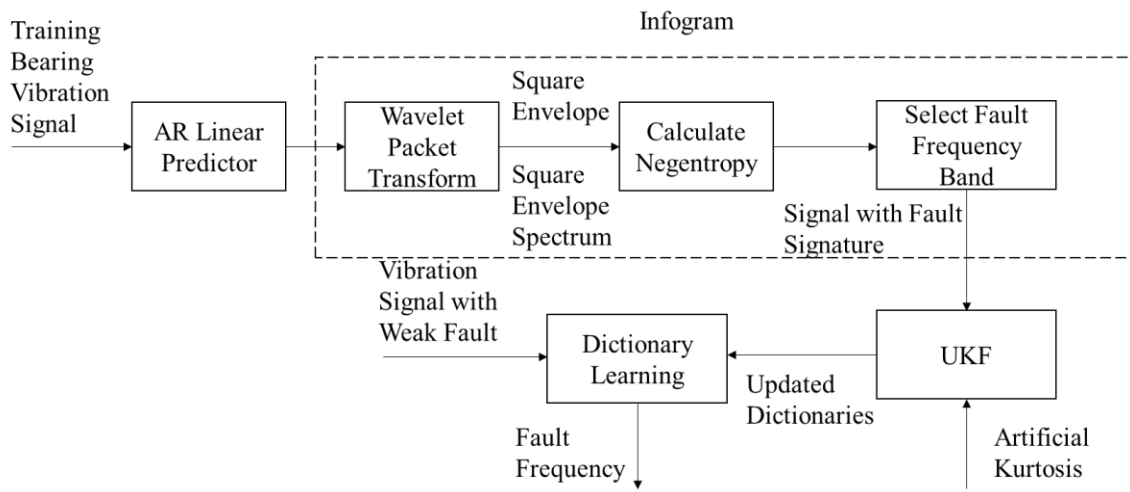 Infogram
Training
Bearing
Vibration
Signal
AR Linear
Predictor
Wavelet
Packet
Transform
Square
Envelope
Square
Envelope
Spectrum
Calculate
Negentropy
Select Fault
Frequency
Band
Signal with Fault
Signature
Vibration
Signal with
Weak Fault
Dictionary
Learning
Updated
Dictionaries
UKF
Fault
Frequency
Artificial
Kurtosis